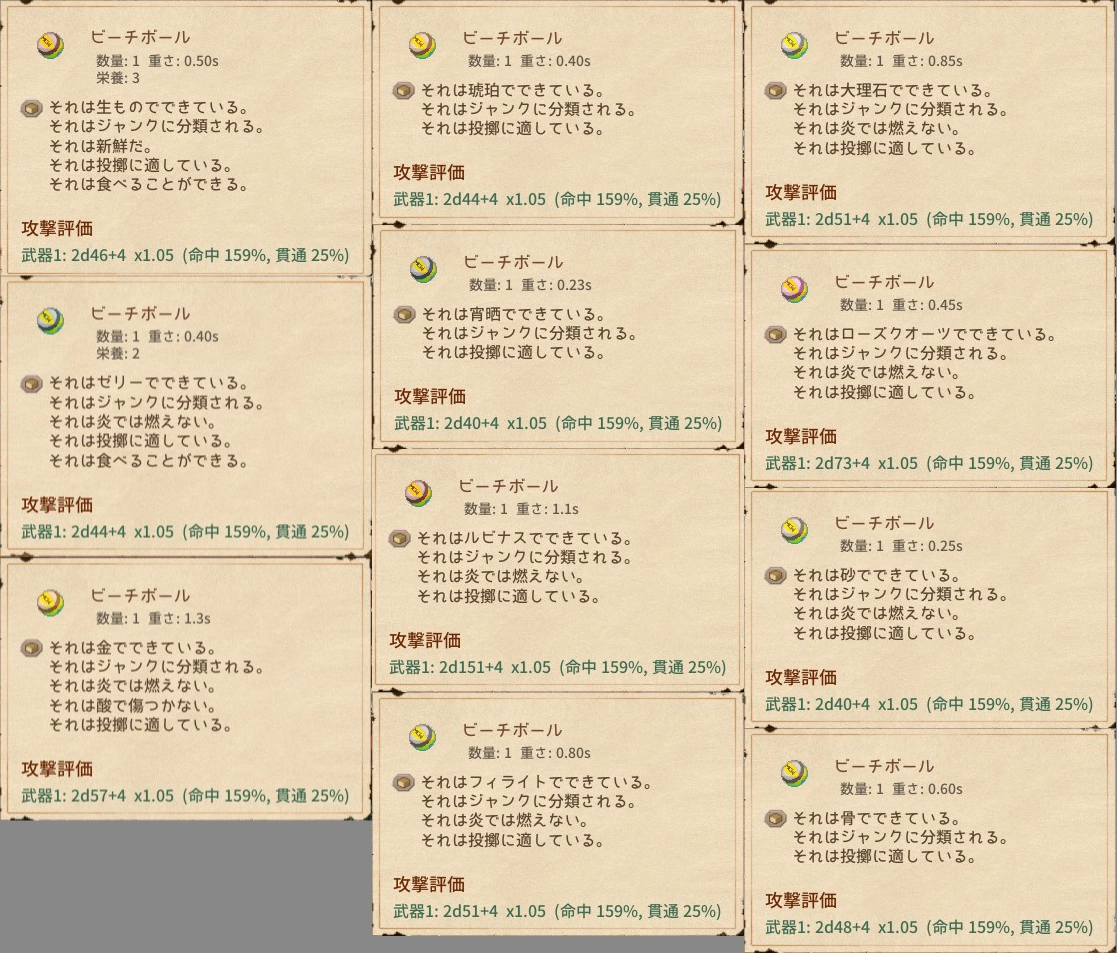 ビーチボール
数量: 1 重さ: 0.50s
栄養: 3
それは生ものでできている。
それはジャンクに分類される。
それは新鮮だ。
それは投擲に適している。
それは食べることができる。
攻撃評価
武器1: 2d46+4 x1.05 (命中 159%, 貫通 25%)
ビーチボール
数量: 1 重さ: 0.40s
栄養: 2
それはゼリーでできている。
それはジャンクに分類される。
それは炎では燃えない。
それは投擲に適している。
それは食べることができる。
攻撃評価
武器1: 2d44+4 x1.05 (命中 159%, 貫通 25%)
ビーチボール
数量: 1 重さ: 1.3s
それは金でできている。
それはジャンクに分類される。
それは炎では燃えない。
それは酸で傷つかない。
それは投擲に適している。
攻撃評価
武器1: 2d57+4 x1.05 (命中 159%, 貫通 25%)
ビーチボール
数量: 1 重さ: 0.40s
それは琥珀でできている。
それはジャンクに分類される。
それは投擲に適している。
攻撃評価
武器1: 2d44+4 x1.05 (命中 159%, 貫通 25%)
ビーチボール
数量: 1 重さ: 0.23s
それは宵晒でできている。
それはジャンクに分類される。
それは投擲に適している。
攻撃評価
武器1: 2d40+4 x1.05 (命中 159%, 貫通 25%)
ビーチボール
数量: 1 重さ: 1.1s
それはルビナスでできている。
それはジャンクに分類される。
それは炎では燃えない。
それは投擲に適している。
攻撃評価
武器1: 2d151+4 x1.05 (命中 159%, 貫通 25%)
ビーチボール
数量: 1 重さ: 0.80s
それはフィライトでできている。
それはジャンクに分類される。
それは炎では燃えない。
それは投擲に適している。
攻撃評価
武器1: 2d51+4 x1.05 (命中 159%, 貫通 25%)
ビーチボール
数量: 1 重さ: 0.85s
それは大理石でできている。
それはジャンクに分類される。
それは炎では燃えない。
それは投擲に適している。
攻撃評価
武器1: 2d51+4 x1.05 (命中 159%, 貫通 25%)
ビーチボール
数量: 1 重さ: 0.45s
それはローズクオーツでできている。
それはジャンクに分類される。
それは炎では燃えない。
それは投擲に適している。
攻撃評価
武器1: 2d73+4 x1.05 (命中 159%, 貫通 25%)
ビーチボール
数量: 1 重さ: 0.25s
それは砂でできている。
それはジャンクに分類される。
それは炎では燃えない。
それは投擲に適している。
攻撃評価
武器1: 2d40+4 x1.05 (命中 159%, 貫通 25%)
ビーチボール
数量: 1 重さ: 0.60s
それは骨でできている。
それはジャンクに分類される。
それは投擲に適している。
攻撃評価
武器1: 2d48+4 x1.05 (命中 159%, 貫通 25%)